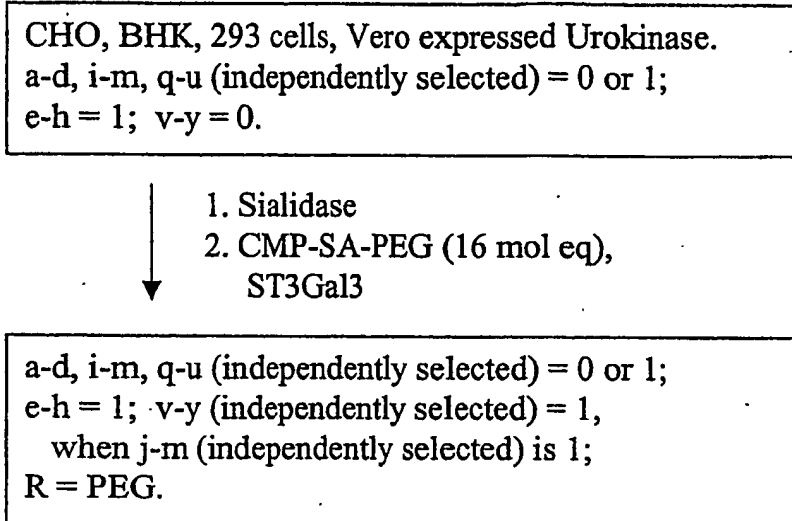 CHO, BHK, 293 cells, Vero expressed Urokinase.
a-d, i-m, q-u (independently selected) = 0 or 1;
e-h = 1; v-y = 0.
1. Sialidase
2. CMP-SA-PEG (16 mol eq),
ST3Gal3
a-d, i-m, q-u (independently selected) = 0 or 1;
e-h = 1; v-y (independently selected) = 1,
when j-m (independently selected) is 1;
R = PEG.